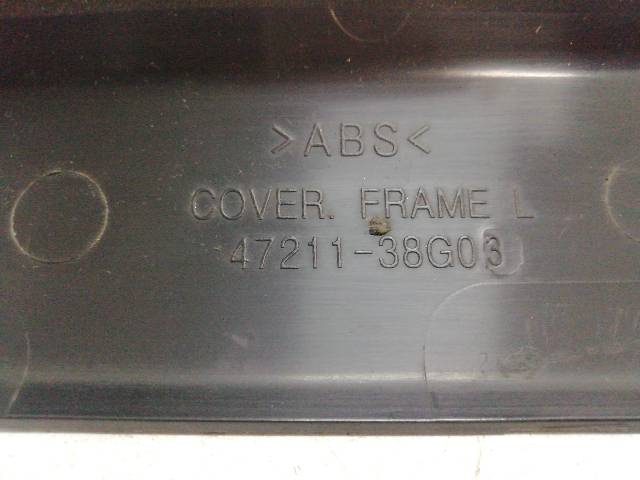 >ABS<
COVER. FRAME L
47211-38G03